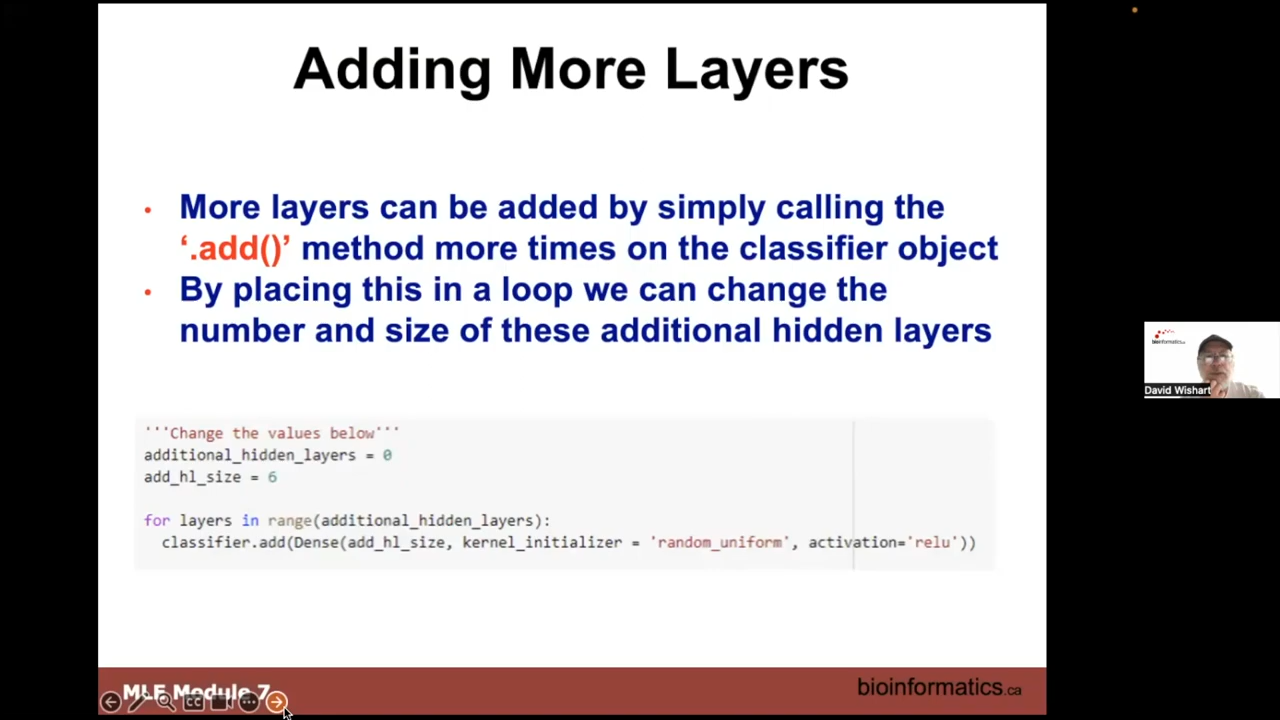 Adding More Layers
• More layers can be added by simply calling the
‘.add()’ method more times on the classifier object
• By placing this in a loop we can change the
number and size of these additional hidden layers
'''Change the values below'''
additional_hidden_layers = 0
add_hl_size = 6
for layers in range(additional_hidden_layers):
classifier.add(Dense(add_hl_size, kernel_initializer = 'random_uniform', activation='relu'))
bioinformatics.ca
David Wishart
MLE Module 7
CC
bioinformatics.ca